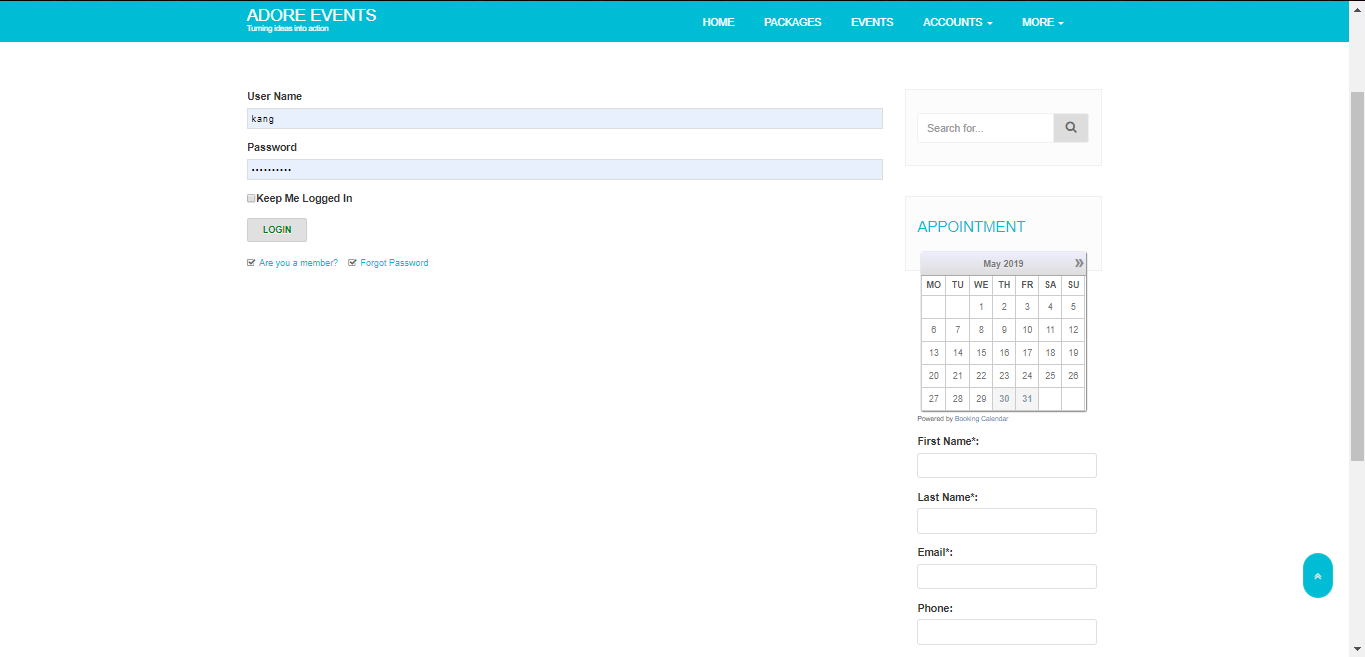 ADORE EVENTS
Turning ideas into action
HOME PACKAGES EVENTS ACCOUNTS MORE
User Name
kang
Password
••••••••••
Keep Me Logged In
LOGIN
Are you a member? Forgot Password
Search for...
APPOINTMENT
May 2019 »
MO TU WE TH FR SA SU
1 2 3 4 5
6 7 8 9 10 11 12
13 14 15 16 17 18 19
20 21 22 23 24 25 26
27 28 29 30 31
Powered by Booking Calendar
First Name*:
Last Name*:
Email*:
Phone: